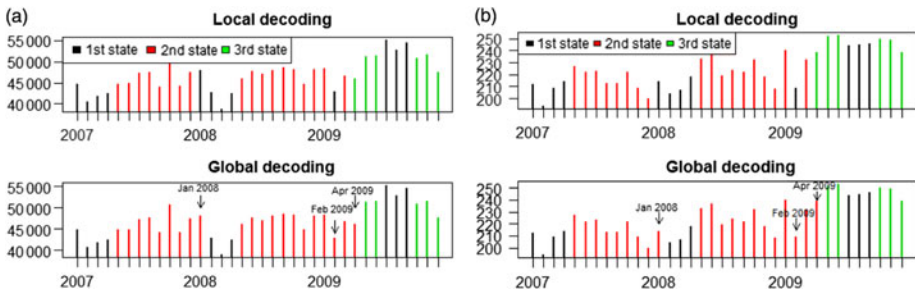 (a)
Local decoding
1st state 2nd state 3rd state
55 000
50 000
45 000
40 000
2007 2008 2009
Global decoding
Jan 2008
Feb 2009
Apr 2009
55 000
50 000
45 000
40 000
2007 2008 2009
(b)
Local decoding
1st state 2nd state 3rd state
250
240
230
220
210
200
2007 2008 2009
Global decoding
Jan 2008
Feb 2009
Apr 2009
250
240
230
220
210
200
2007 2008 2009